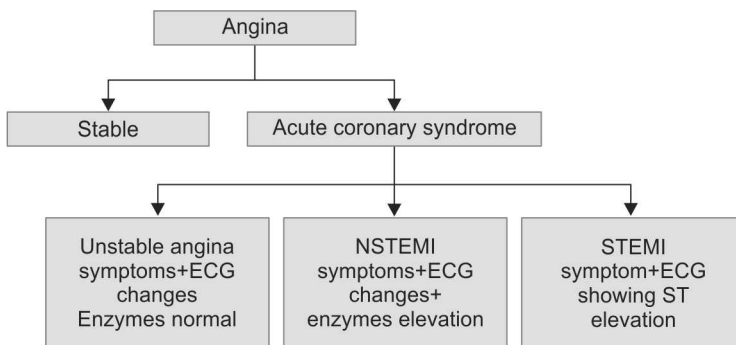 Angina
Stable
Acute coronary syndrome
Unstable angina
symptoms+ECG
changes
Enzymes normal
NSTEMI
symptoms+ECG
changes+
enzymes elevation
STEMI
symptom+ECG
showing ST
elevation